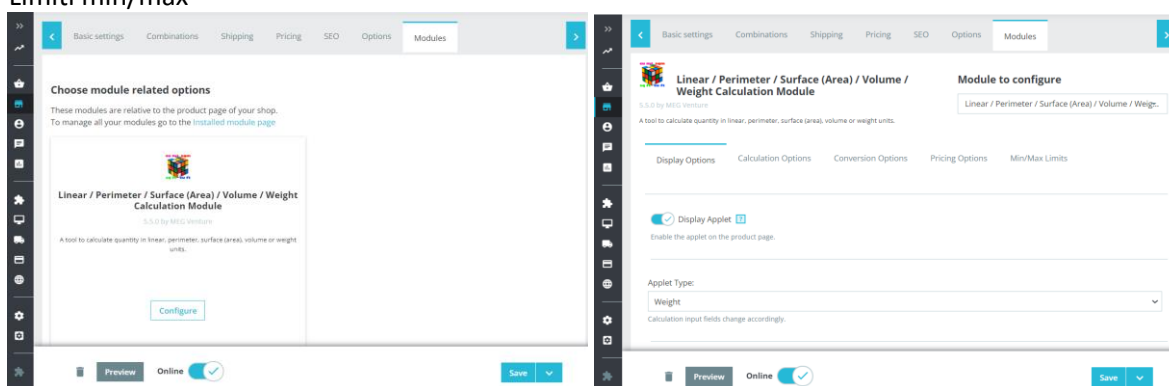 Limiti min/max
Basic settings Combinations Shipping Pricing SEO Options Modules
Choose module related options
These modules are relative to the product page of your shop.
To manage all your modules go to the Installed module page
Linear / Perimeter / Surface (Area) / Volume / Weight
Calculation Module
5.5.0 by MEG Venture
A tool to calculate quantity in linear, perimeter, surface (area), volume or weight
units.
Configure
Preview Online Save
Basic settings Combinations Shipping Pricing SEO Options Modules
Linear / Perimeter / Surface (Area) / Volume /
Weight Calculation Module
5.5.0 by MEG Venture
A tool to calculate quantity in linear, perimeter, surface (area), volume or weight units.
Module to configure
Linear / Perimeter / Surface (Area) / Volume / Weigh..
Display Options Calculation Options Conversion Options Pricing Options Min/Max Limits
Display Applet ?
Enable the applet on the product page.
Applet Type:
Weight
Calculation input fields change accordingly.
Preview Online Save